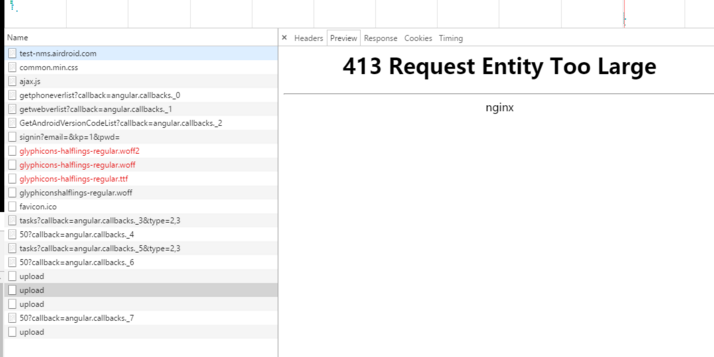 Name
test-nms.airdroid.com
common.min.css
ajax.js
getphoneverlist?callback=angular.callbacks._0
getwebverlist?callback=angular.callbacks._1
GetAndroidVersionCodeList?callback=angular.callbacks._2
signin?email=&kp=1&pwd=
glyphicons-halflings-regular.woff2
glyphicons-halflings-regular.woff
glyphicons-halflings-regular.ttf
glyphiconshalflings-regular.woff
favicon.ico
tasks?callback=angular.callbacks._3&type=2,3
50?callback=angular.callbacks._4
tasks?callback=angular.callbacks._5&type=2,3
50?callback=angular.callbacks._6
upload
upload
upload
50?callback=angular.callbacks._7
upload
× Headers Preview Response Cookies Timing
413 Request Entity Too Large
nginx